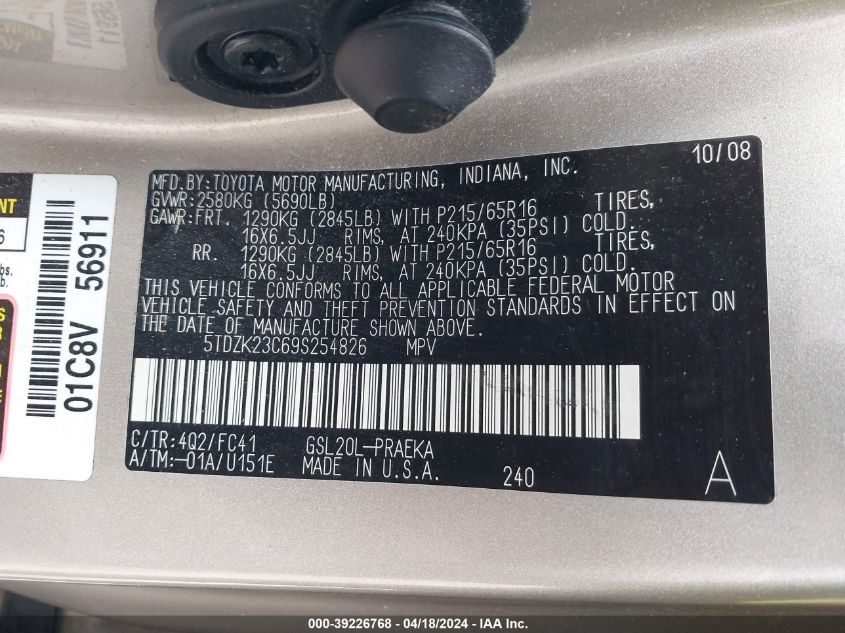 10/08
MFD.BY:TOYOTA MOTOR MANUFACTURING, INDIANA, INC.
GVWR:2580KG (5690LB)
GAWR:FRT. 1290KG (2845LB) WITH P215/65R16 TIRES,
16X6.5JJ RIMS, AT 240KPA (35PSI) COLD.
RR. 1290KG (2845LB) WITH P215/65R16 TIRES,
16X6.5JJ RIMS, AT 240KPA (35PSI) COLD.
THIS VEHICLE CONFORMS TO ALL APPLICABLE FEDERAL MOTOR
VEHICLE SAFETY AND THEFT PREVENTION STANDARDS IN EFFECT ON
THE DATE OF MANUFACTURE SHOWN ABOVE.
5TDZK23C69S254826 MPV
C/TR:4Q2/FC41 GSL20L-PRAEKA
A/TM:-01A/U151E MADE IN U.S.A.
240 A
01C8V 56911
000-39226768 - 04/18/2024 - IAA Inc.